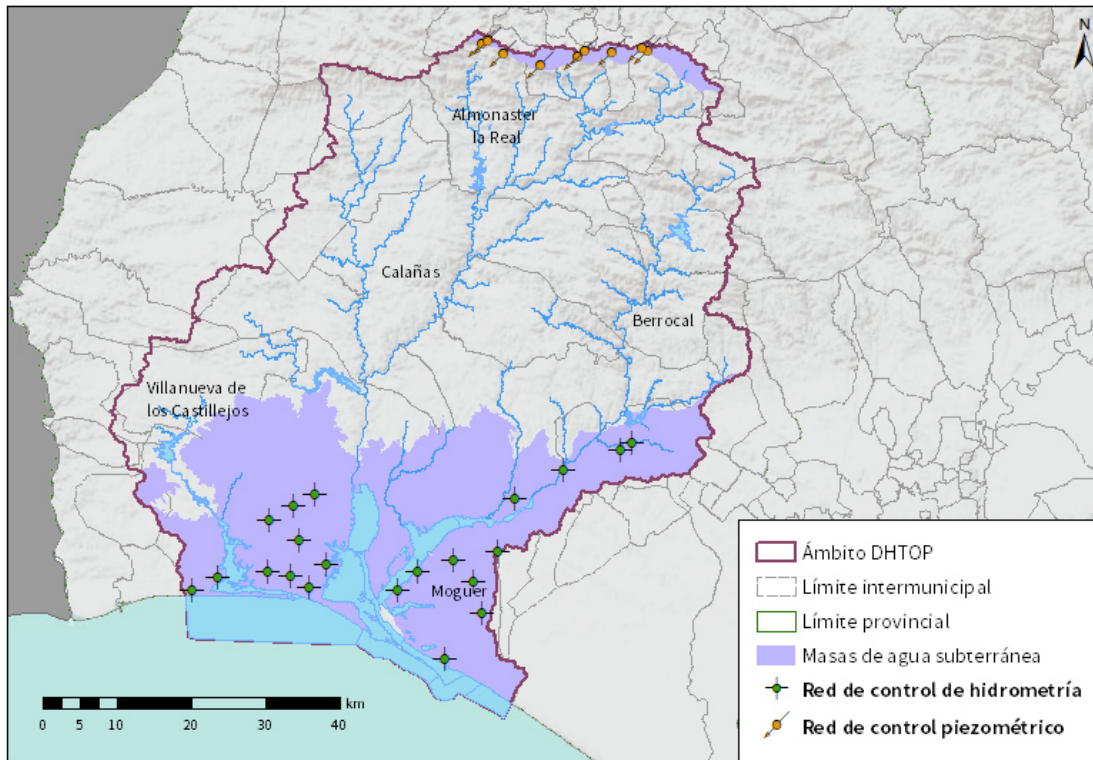 N
Almonaster
la Real
Calañas
Berrocal
Villanueva de
los Castillejos
Moguer
km
0 5 10 20 30 40
Ámbito DHTOP
Límite intermunicipal
Límite provincial
Masas de agua subterránea
Red de control de hidrometría
Red de control piezométrico